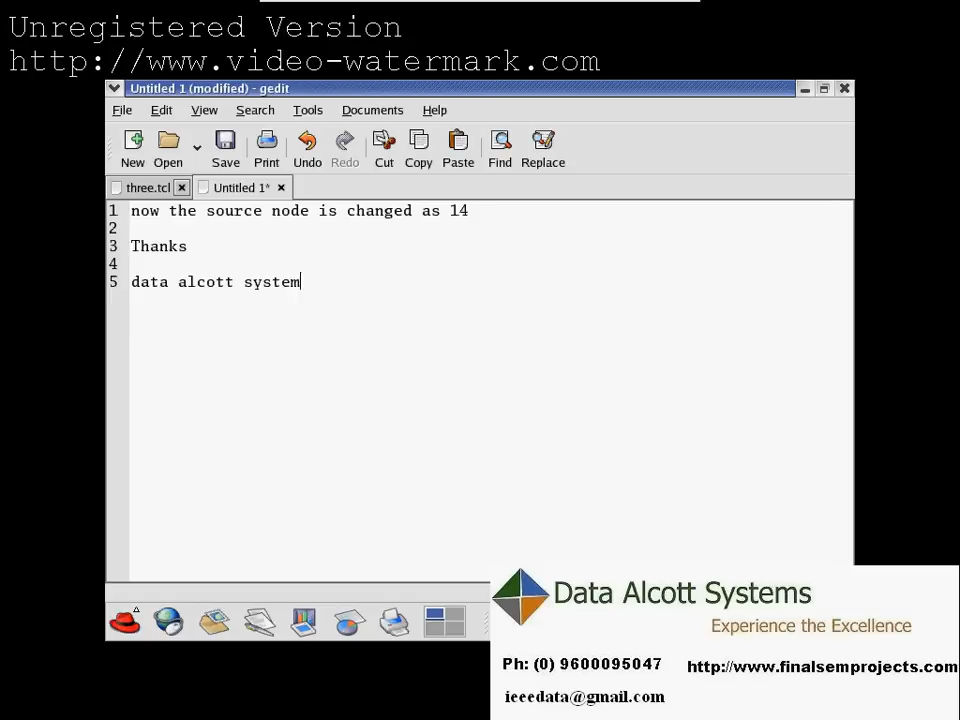 Unregistered Version
http://www.video-watermark.com
Untitled 1 (modified) - gedit
File Edit View Search Tools Documents Help
New Open Save Print Undo Redo Cut Copy Paste Find Replace
three.tcl Untitled 1*
1 now the source node is changed as 14
2
3 Thanks
4
5 data alcott system
Data Alcott Systems
Experience the Excellence
Ph: (0) 9600095047 http://www.finalsemprojects.com
ieeedata@gmail.com